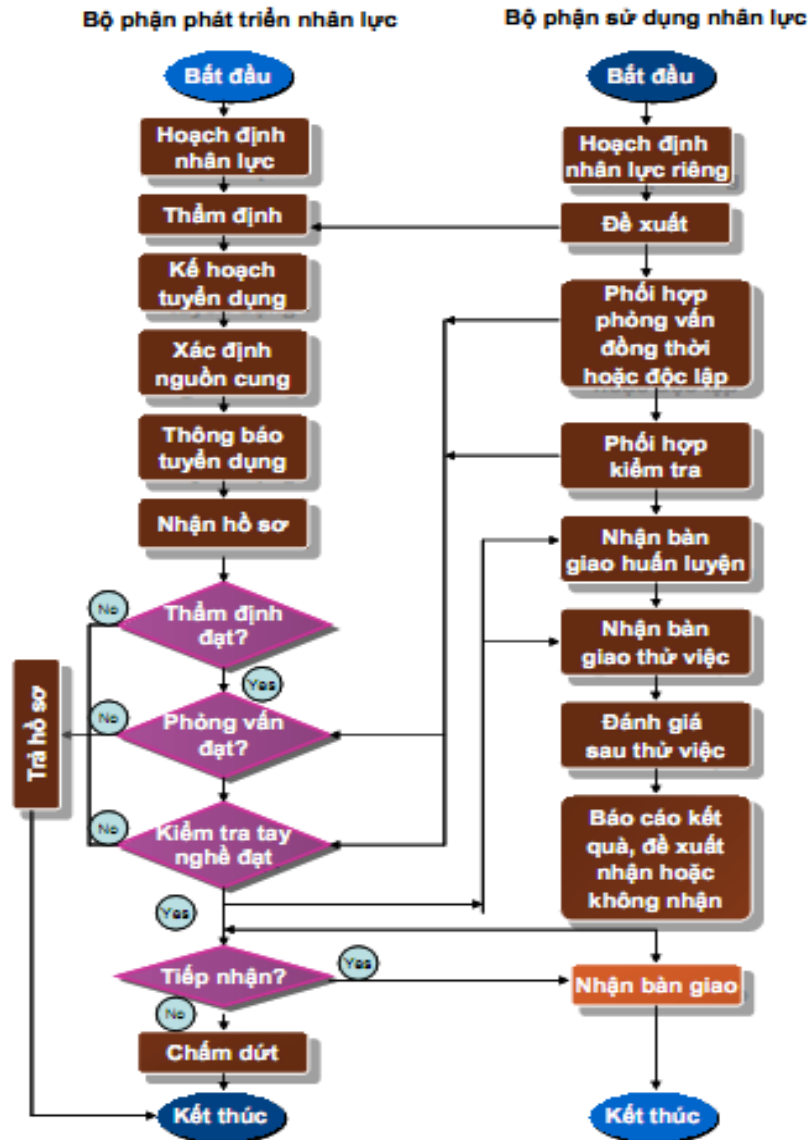 Bộ phận phát triển nhân lực
Bắt đầu
Hoạch định
nhân lực
Thẩm định
Kế hoạch
tuyển dụng
Xác định
nguồn cung
Thông báo
tuyển dụng
Nhận hồ sơ
Thẩm định
đạt?
No
Yes
Phỏng vấn
đạt?
No
Trả hồ sơ
Kiểm tra tay
nghề đạt
No
Yes
Tiếp nhận?
Yes
No
Chấm dứt
Kết thúc
Bộ phận sử dụng nhân lực
Bắt đầu
Hoạch định
nhân lực riêng
Đề xuất
Phối hợp
phỏng vấn
đồng thời
hoặc độc lập
Phối hợp
kiểm tra
Nhận bàn
giao huấn luyện
Nhận bàn
giao thử việc
Đánh giá
sau thử việc
Báo cáo kết
quả, đề xuất
nhận hoặc
không nhận
Nhận bàn giao
Kết thúc